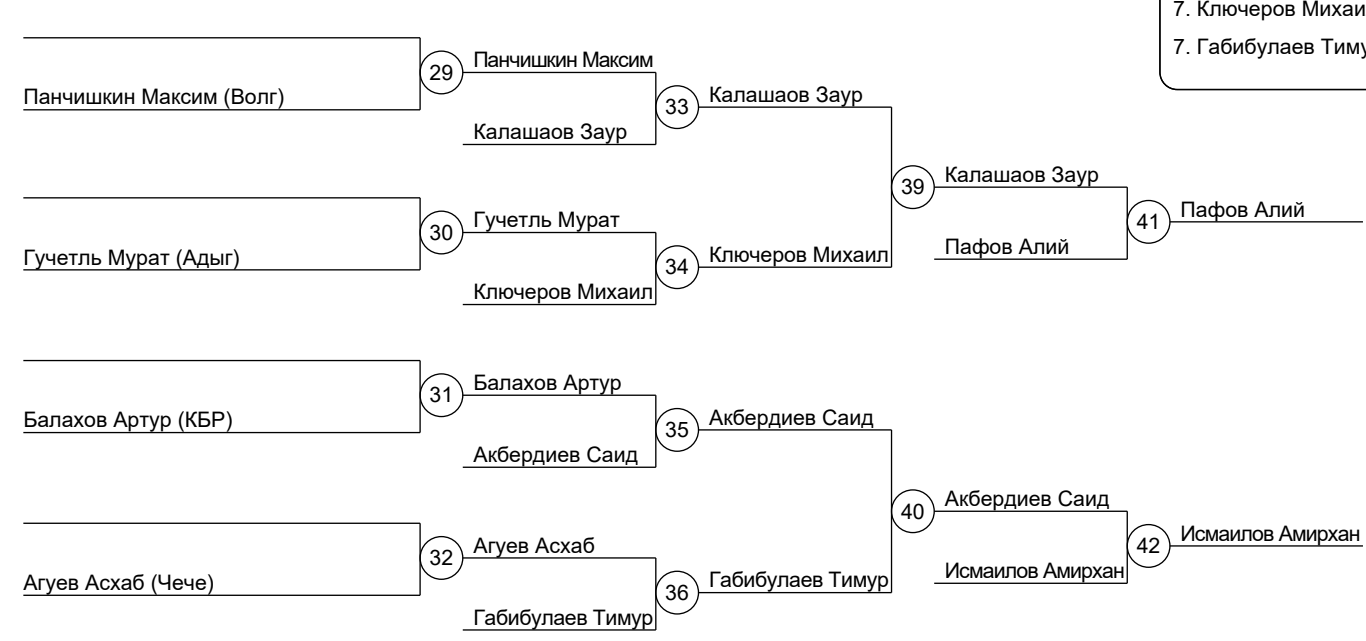 7. Ключеров Михаи
7. Габибулаев Тиму
Панчишкин Максим
29
Панчишкин Максим (Волг)
Калашаов Заур
33
Калашаов Заур
Калашаов Заур
39
Гучетль Мурат
30
Пафов Алий
41
Гучетль Мурат (Адыг)
Ключеров Михаил
34
Пафов Алий
Ключеров Михаил
Балахов Артур
31
Балахов Артур (КБР)
Акбердиев Саид
35
Акбердиев Саид
Акбердиев Саид
40
Агуев Асхаб
32
Исмаилов Амирхан
42
Агуев Асхаб (Чече)
Габибулаев Тимур
36
Исмаилов Амирхан
Габибулаев Тимур